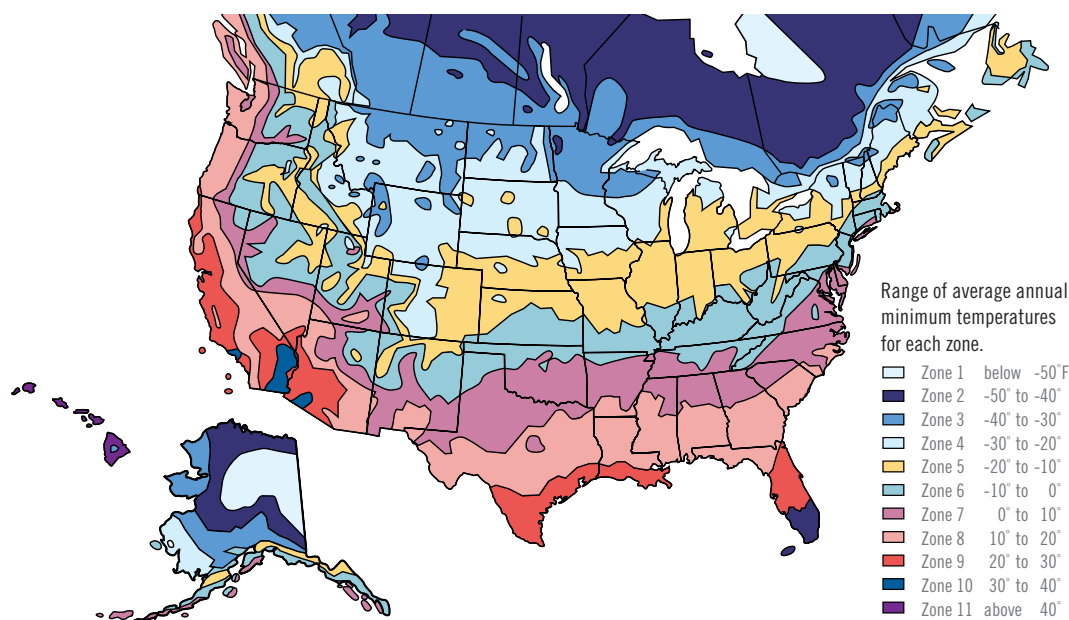 Range of average annual
minimum temperatures
for each zone.
Zone 1 below -50°F
Zone 2 -50° to -40°
Zone 3 -40° to -30°
Zone 4 -30° to -20°
Zone 5 -20° to -10°
Zone 6 -10° to 0°
Zone 7 0° to 10°
Zone 8 10° to 20°
Zone 9 20° to 30°
Zone 10 30° to 40°
Zone 11 above 40°